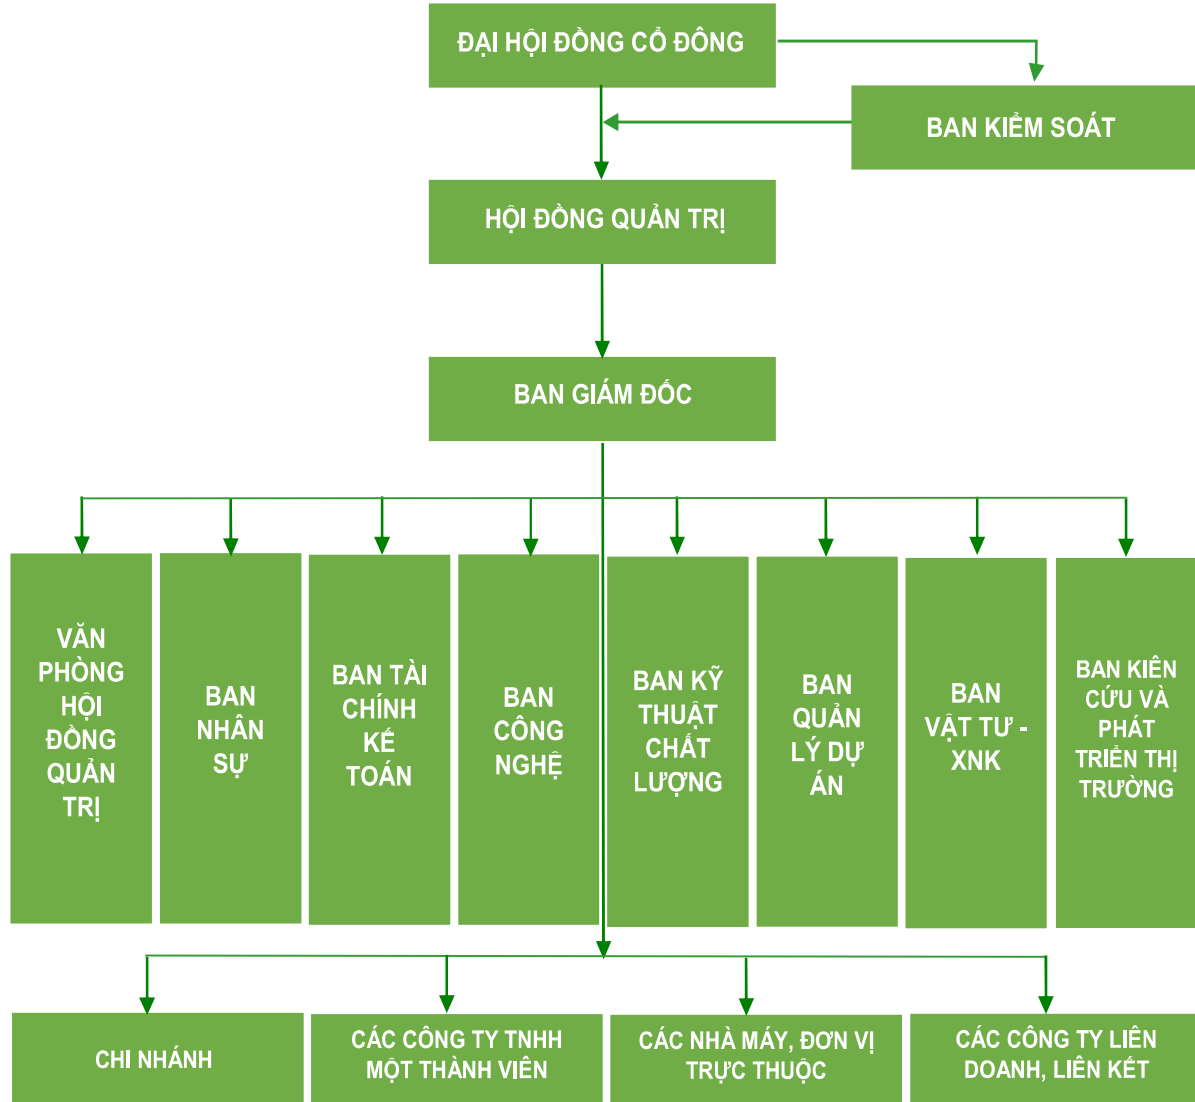 ĐẠI HỘI ĐỒNG CỔ ĐÔNG
BAN KIỂM SOÁT
HỘI ĐỒNG QUẢN TRỊ
BAN GIÁM ĐỐC
VĂN
PHÒNG
HỘI
ĐỒNG
QUẢN
TRỊ
BAN
NHÂN
SỰ
BAN TÀI
CHÍNH
KẾ
TOÁN
BAN
CÔNG
NGHỆ
BAN KỸ
THUẬT
CHẤT
LƯỢNG
BAN
QUẢN
LÝ DỰ
ÁN
BAN
VẬT TƯ -
XNK
BAN KIÊN
CỨU VÀ
PHÁT
TRIỂN THỊ
TRƯỜNG
CHI NHÁNH
CÁC CÔNG TY TNHH
MỘT THÀNH VIÊN
CÁC NHÀ MÁY, ĐƠN VỊ
TRỰC THUỘC
CÁC CÔNG TY LIÊN
DOANH, LIÊN KẾT